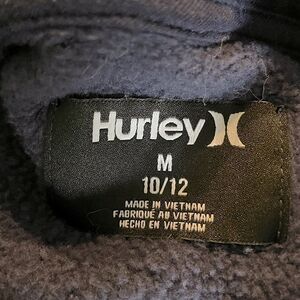 Hurley
M
10/12
MADE IN VIETNAM
FABRIQUÉ AU VIETNAM
HECHO EN VIETNAM